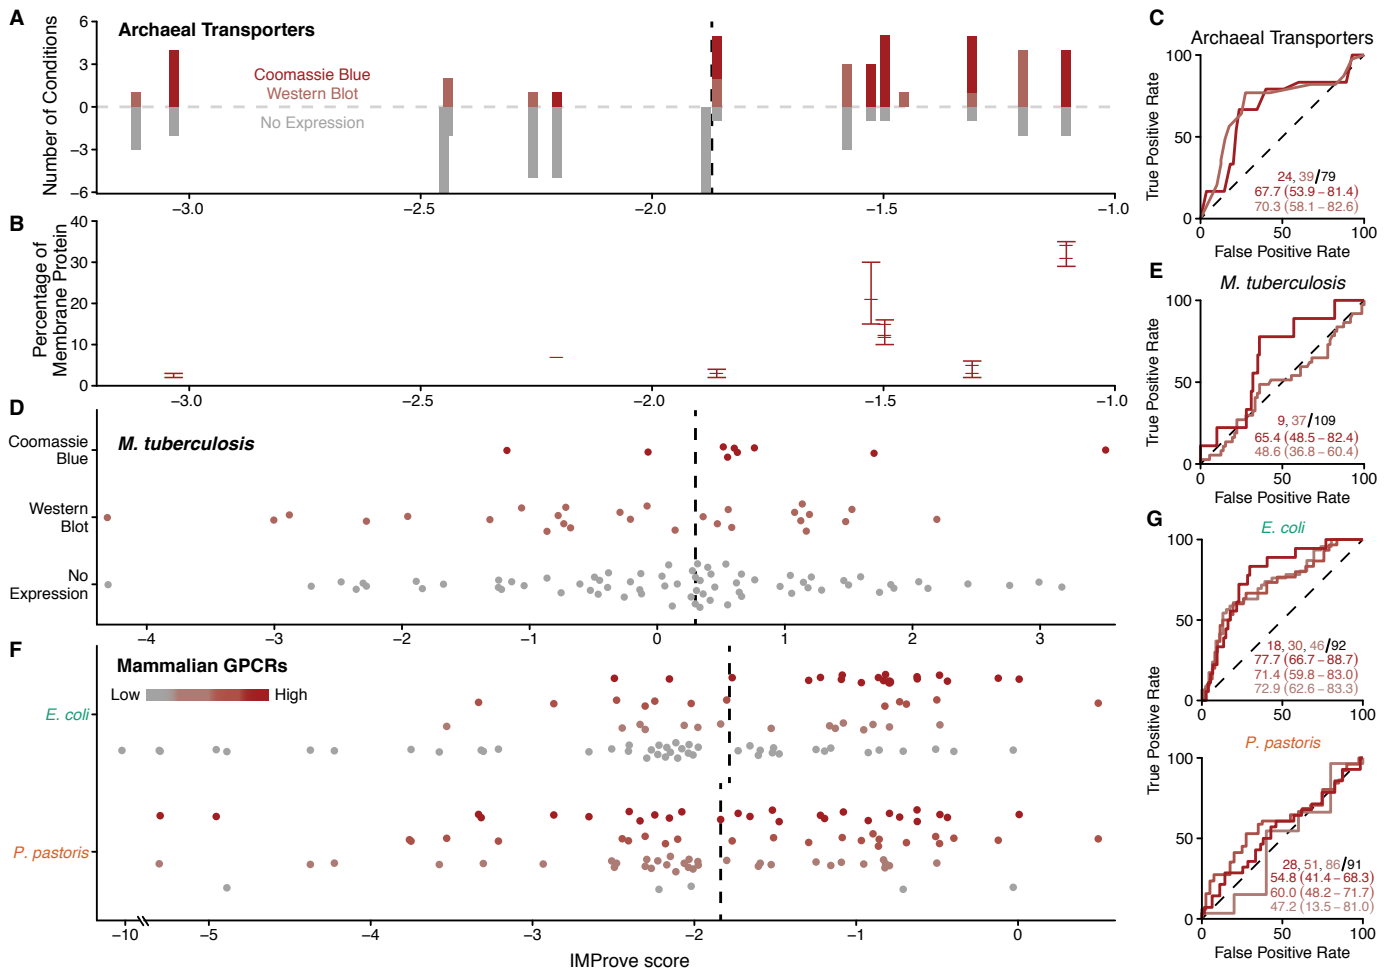 A
Archaeal Transporters
Number of Conditions
6
3
0
−3
−6
Coomassie Blue
Western Blot
No Expression
−3.0
−2.5
−2.0
−1.5
−1.0
B
Percentage of
Membrane Protein
40
30
20
10
0
−3.0
−2.5
−2.0
−1.5
−1.0
C
Archaeal Transporters
True Positive Rate
100
50
0
24, 39/79
67.7 (53.9 – 81.4)
70.3 (58.1 – 82.6)
0
50
100
False Positive Rate
D
M. tuberculosis
Coomassie
Blue
Western
Blot
No
Expression
−4
−3
−2
−1
0
1
2
3
E
M. tuberculosis
True Positive Rate
100
50
0
9, 37/109
65.4 (48.5 – 82.4)
48.6 (36.8 – 60.4)
0
50
100
False Positive Rate
F
Mammalian GPCRs
Low
High
E. coli
P. pastoris
−10
−5
−4
−3
−2
−1
0
IMProve score
G
E. coli
True Positive Rate
100
50
0
18, 30, 46/92
77.7 (66.7 – 88.7)
71.4 (59.8 – 83.0)
72.9 (62.6 – 83.3)
0
50
100
P. pastoris
True Positive Rate
100
50
0
28, 51, 86/91
54.8 (41.4 – 68.3)
60.0 (48.2 – 71.7)
47.2 (13.5 – 81.0)
0
50
100
False Positive Rate